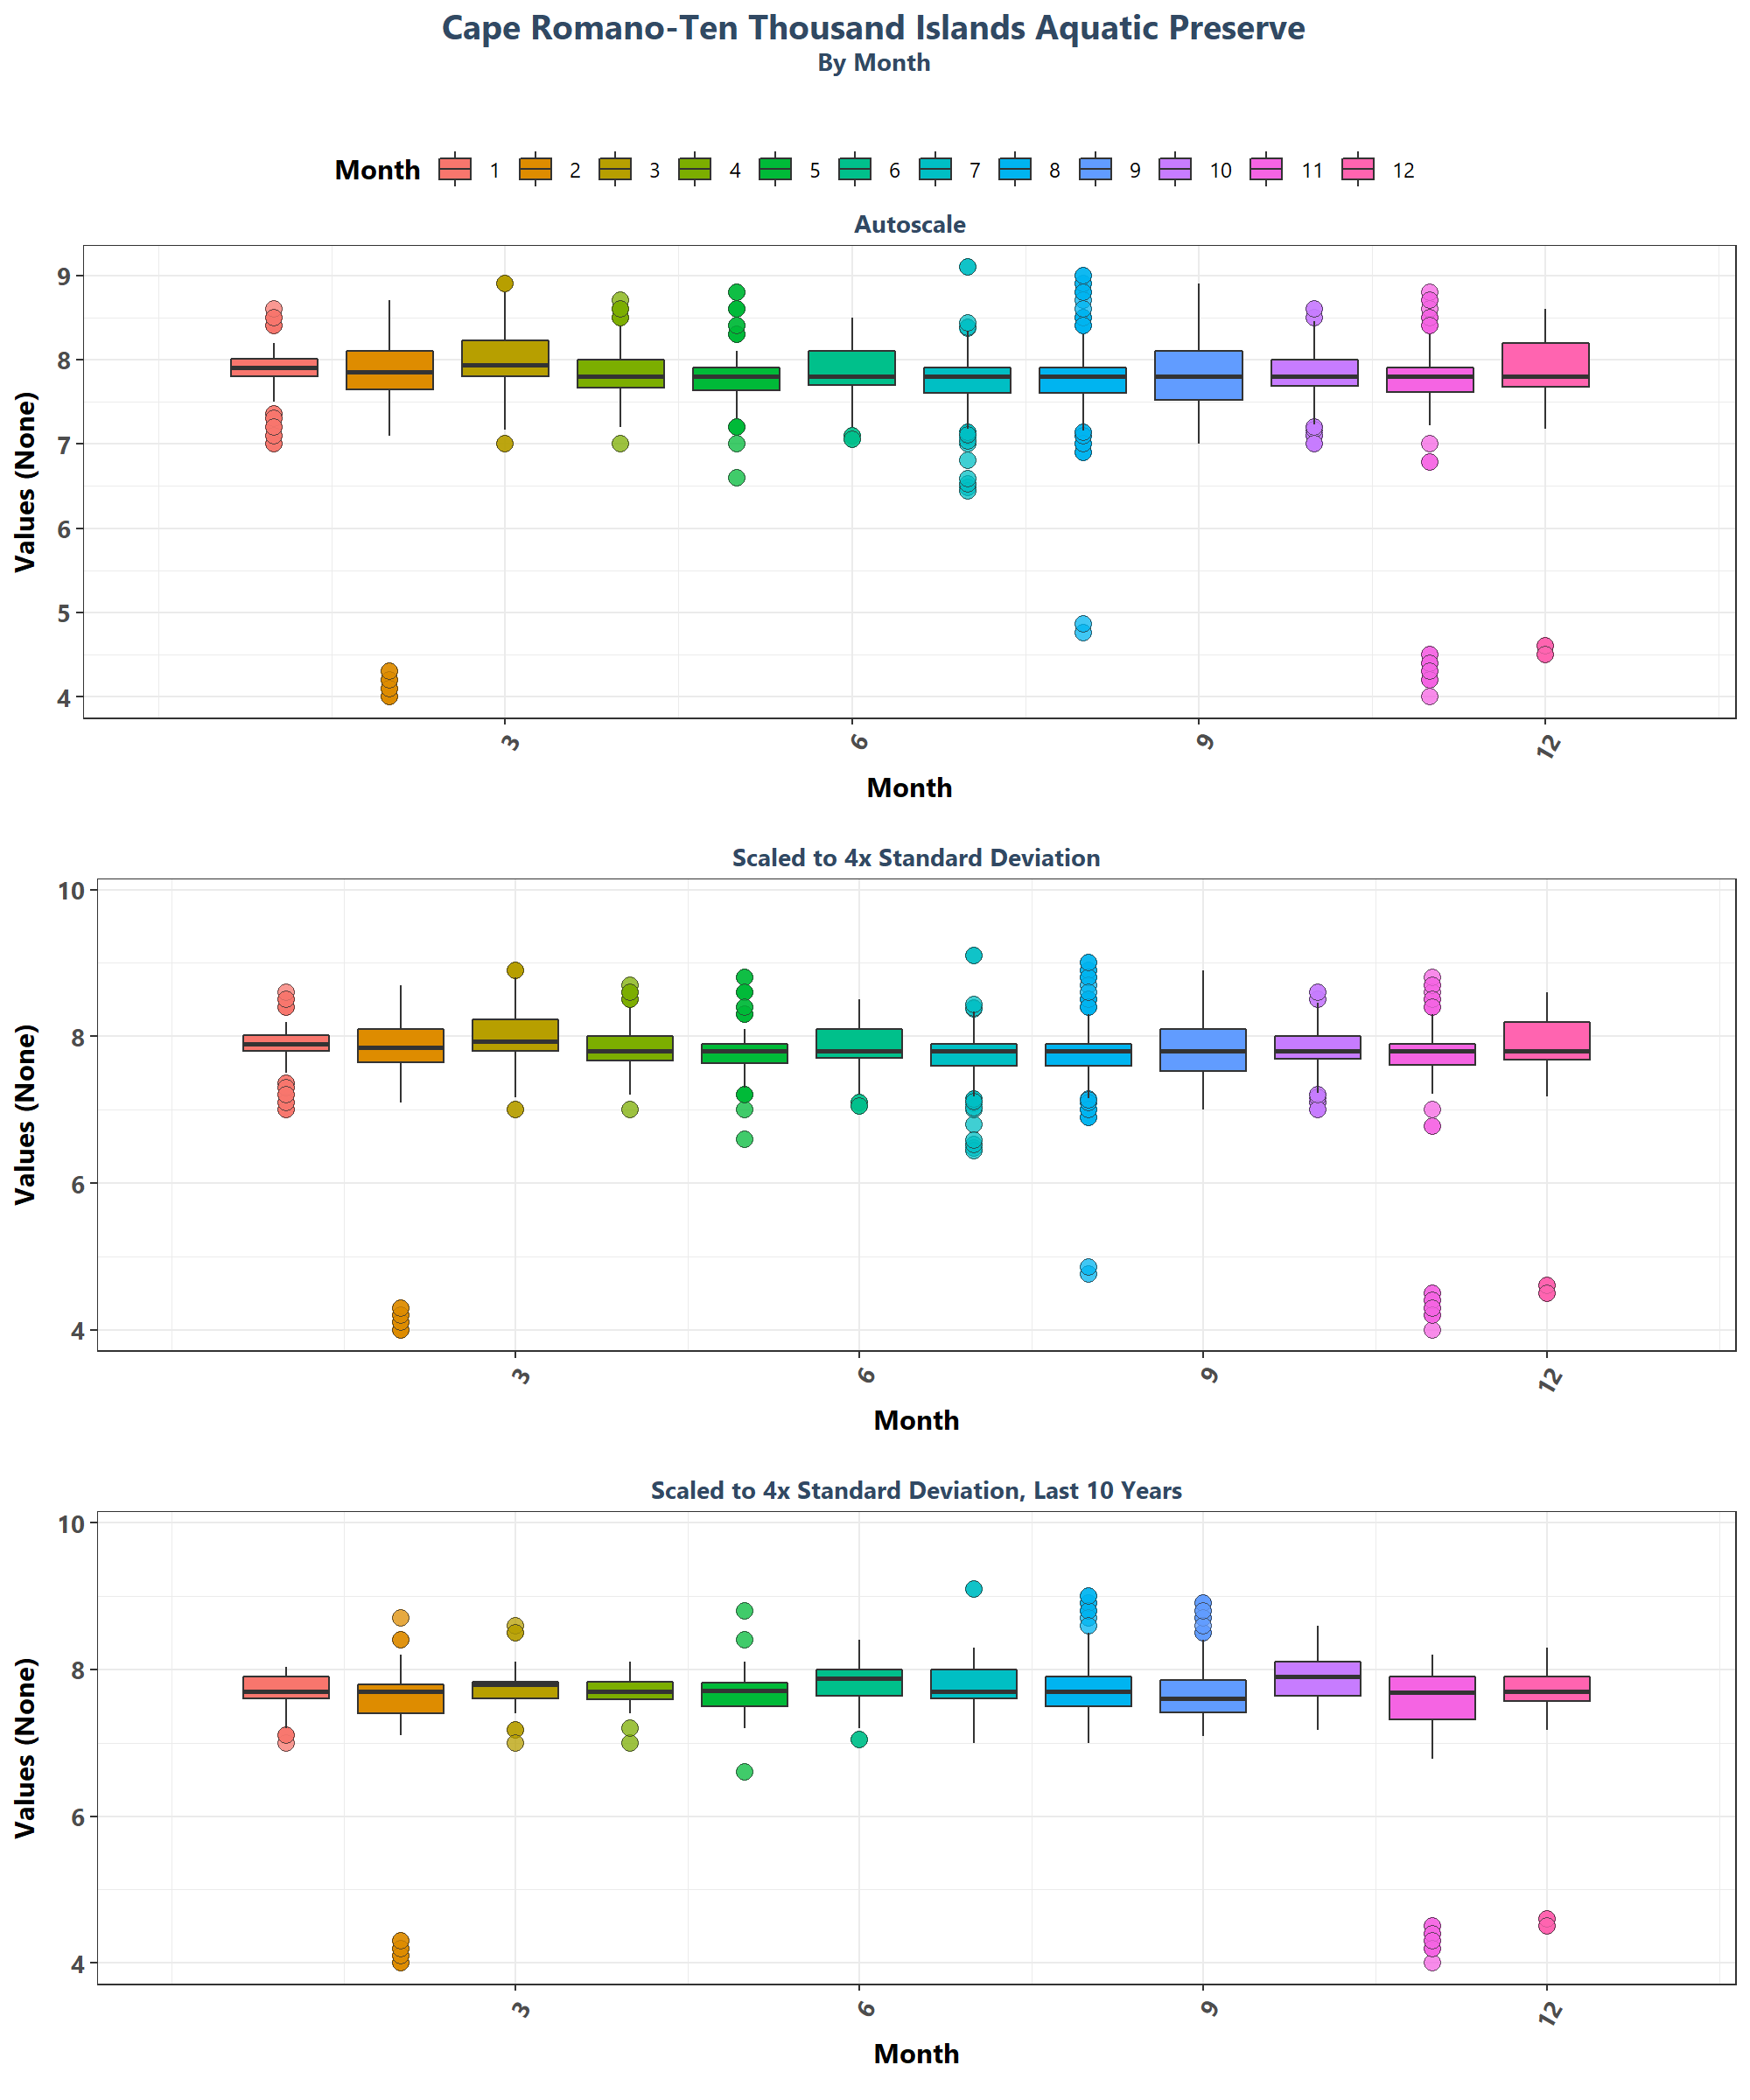 Cape Romano-Ten Thousand Islands Aquatic Preserve
By Month
Month 1 2 3 4 5 6 7 8 9 10 11 12
Autoscale
Values (None)
9
8
7
6
5
4
3 6 9 12
Month
Scaled to 4x Standard Deviation
Values (None)
10
8
6
4
3 6 9 12
Month
Scaled to 4x Standard Deviation, Last 10 Years
Values (None)
10
8
6
4
3 6 9 12
Month